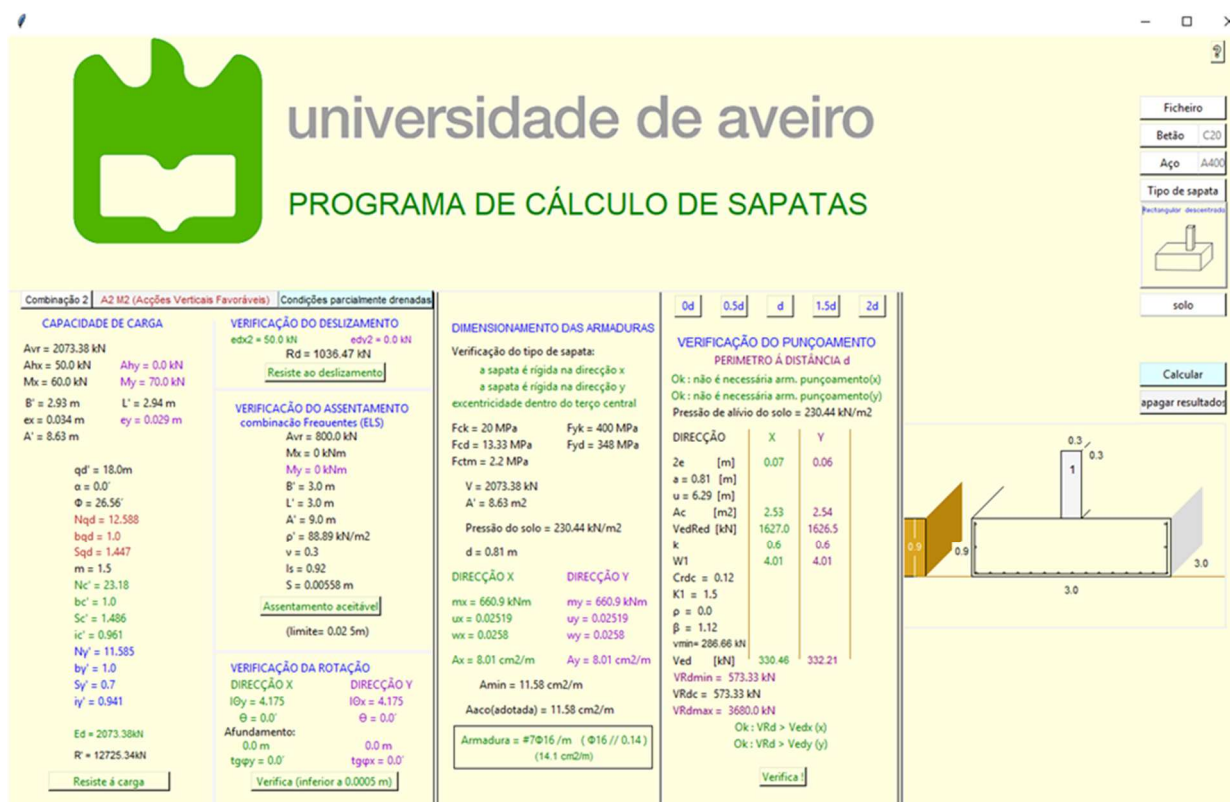 universidade de aveiro
PROGRAMA DE CÁLCULO DE SAPATAS
Ficheiro
Betão C20
Aço A400
Tipo de sapata
Rectangular descentrada
solo
Calcular
apagar resultados
Combinação 2 A2 M2 (Acções Verticais Favoráveis) Condições parcialmente drenadas
CAPACIDADE DE CARGA
Avr = 2073.38 kN
Ahx = 50.0 kN Ahy = 0.0 kN
Mx = 60.0 kN My = 70.0 kN
B' = 2.93 m L' = 2.94 m
ex = 0.034 m ey = 0.029 m
A' = 8.63 m
qd' = 18.0m
α = 0.0′
Φ = 26.56′
Nqd = 12.588
bqd = 1.0
Sqd = 1.447
m = 1.5
Nc' = 23.18
bc' = 1.0
Sc' = 1.486
ic' = 0.961
Ny' = 11.585
by' = 1.0
Sy' = 0.7
iy' = 0.941
Ed = 2073.38kN
R' = 12725.34kN
Resiste á carga
VERIFICAÇÃO DO DESLIZAMENTO
edx2 = 50.0 kN edy2 = 0.0 kN
Rd = 1036.47 kN
Resiste ao deslizamento
VERIFICACÃO DO ASSENTAMENTO
combinação Frequentes (ELS)
Avr = 800.0 kN
Mx = 0 kNm
My = 0 kNm
B' = 3.0 m
L' = 3.0 m
A' = 9.0 m
ρ' = 88.89 kN/m2
v = 0.3
Is = 0.92
S = 0.00558 m
Assentamento aceitável
(limite= 0.02 5m)
VERIFICAÇÃO DA ROTAÇÃO
DIRECÇÃO X DIRECÇÃO Y
IΘy = 4.175 IΘx = 4.175
Θ = 0.0′ Θ = 0.0′
Afundamento:
0.0 m 0.0 m
tgφy = 0.0′ tgφx = 0.0′
Verifica (inferior a 0.0005 m)
DIMENSIONAMENTO DAS ARMADURAS
Verificação do tipo de sapata:
a sapata é rígida na direcção x
a sapata é rígida na direcção y
excentricidade dentro do terço central
Fck = 20 MPa Fyk = 400 MPa
Fcd = 13.33 MPa Fyd = 348 MPa
Fctm = 2.2 MPa
V = 2073.38 kN
A' = 8.63 m2
Pressão do solo = 230.44 kN/m2
d = 0.81 m
DIRECÇÃO X DIRECÇÃO Y
mx = 660.9 kNm my = 660.9 kNm
ux = 0.02519 uy = 0.02519
wx = 0.0258 wy = 0.0258
Ax = 8.01 cm2/m Ay = 8.01 cm2/m
Amin = 11.58 cm2/m
Aaco(adotada) = 11.58 cm2/m
Armadura = #7Φ16 /m ( Φ16 // 0.14 )
(14.1 cm2/m)
0d 0.5d d 1.5d 2d
VERIFICAÇÃO DO PUNÇOAMENTO
PERIMETRO Á DISTÂNCIA d
Ok : não é necessária arm. punçoamento(x)
Ok : não é necessária arm. punçoamento(y)
Pressão de alívio do solo = 230.44 kN/m2
DIRECÇÃO X Y
2e [m] 0.07 0.06
a = 0.81 [m]
u = 6.29 [m]
Ac [m2] 2.53 2.54
VedRed [kN] 1627.0 1626.5
k 0.6 0.6
W1 4.01 4.01
Crdc = 0.12
K1 = 1.5
ρ = 0.0
β = 1.12
vmin= 286.66 kN
Ved [kN] 330.46 332.21
VRdmin = 573.33 kN
VRdc = 573.33 kN
VRdmax = 3680.0 kN
Ok : VRd > Vedx (x)
Ok : VRd > Vedy (y)
Verifica !
0.3
0.3
1
0.9
0.9
3.0
3.0